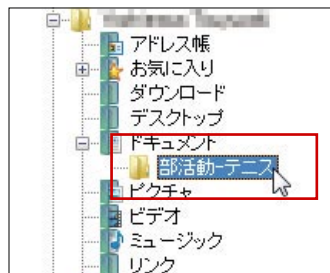 アドレス帳
お気に入り
ダウンロード
デスクトップ
ドキュメント
部活動-テニス
ピクチャ
ビデオ
ミュージック
リンク